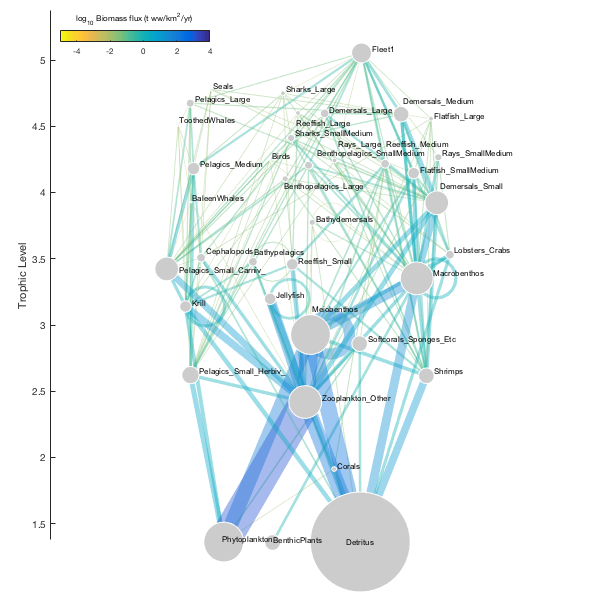 log10 Biomass flux (t ww/km2/yr)
-4 -2 0 2 4
Fleet1
5
Seals
Sharks_Large
Pelagics_Large
Demersals_Medium
Demersals_Large
Flatfish_Large
ToothedWhales
Reeffish_Large
4.5
Sharks_SmallMedium
Rays_Large
Reeffish_Medium
Birds
Benthopelagics_SmallMedium
Rays_SmallMedium
Pelagics_Medium
Flatfish_SmallMedium
Benthopelagics_Large
Demersals_Small
4
BaleenWhales
Bathydemersals
Trophic Level
Cephalopods
Bathypelagics
Lobsters_Crabs
3.5
Reeffish_Small
Pelagics_Small_Carniv_
Macrobenthos
Jellyfish
Krill
Meiobenthos
3
Softcorals_Sponges_Etc
Pelagics_Small_Herbiv_
Shrimps
2.5
Zooplankton_Other
2
Corals
1.5
Phytoplankton
BenthicPlants
Detritus